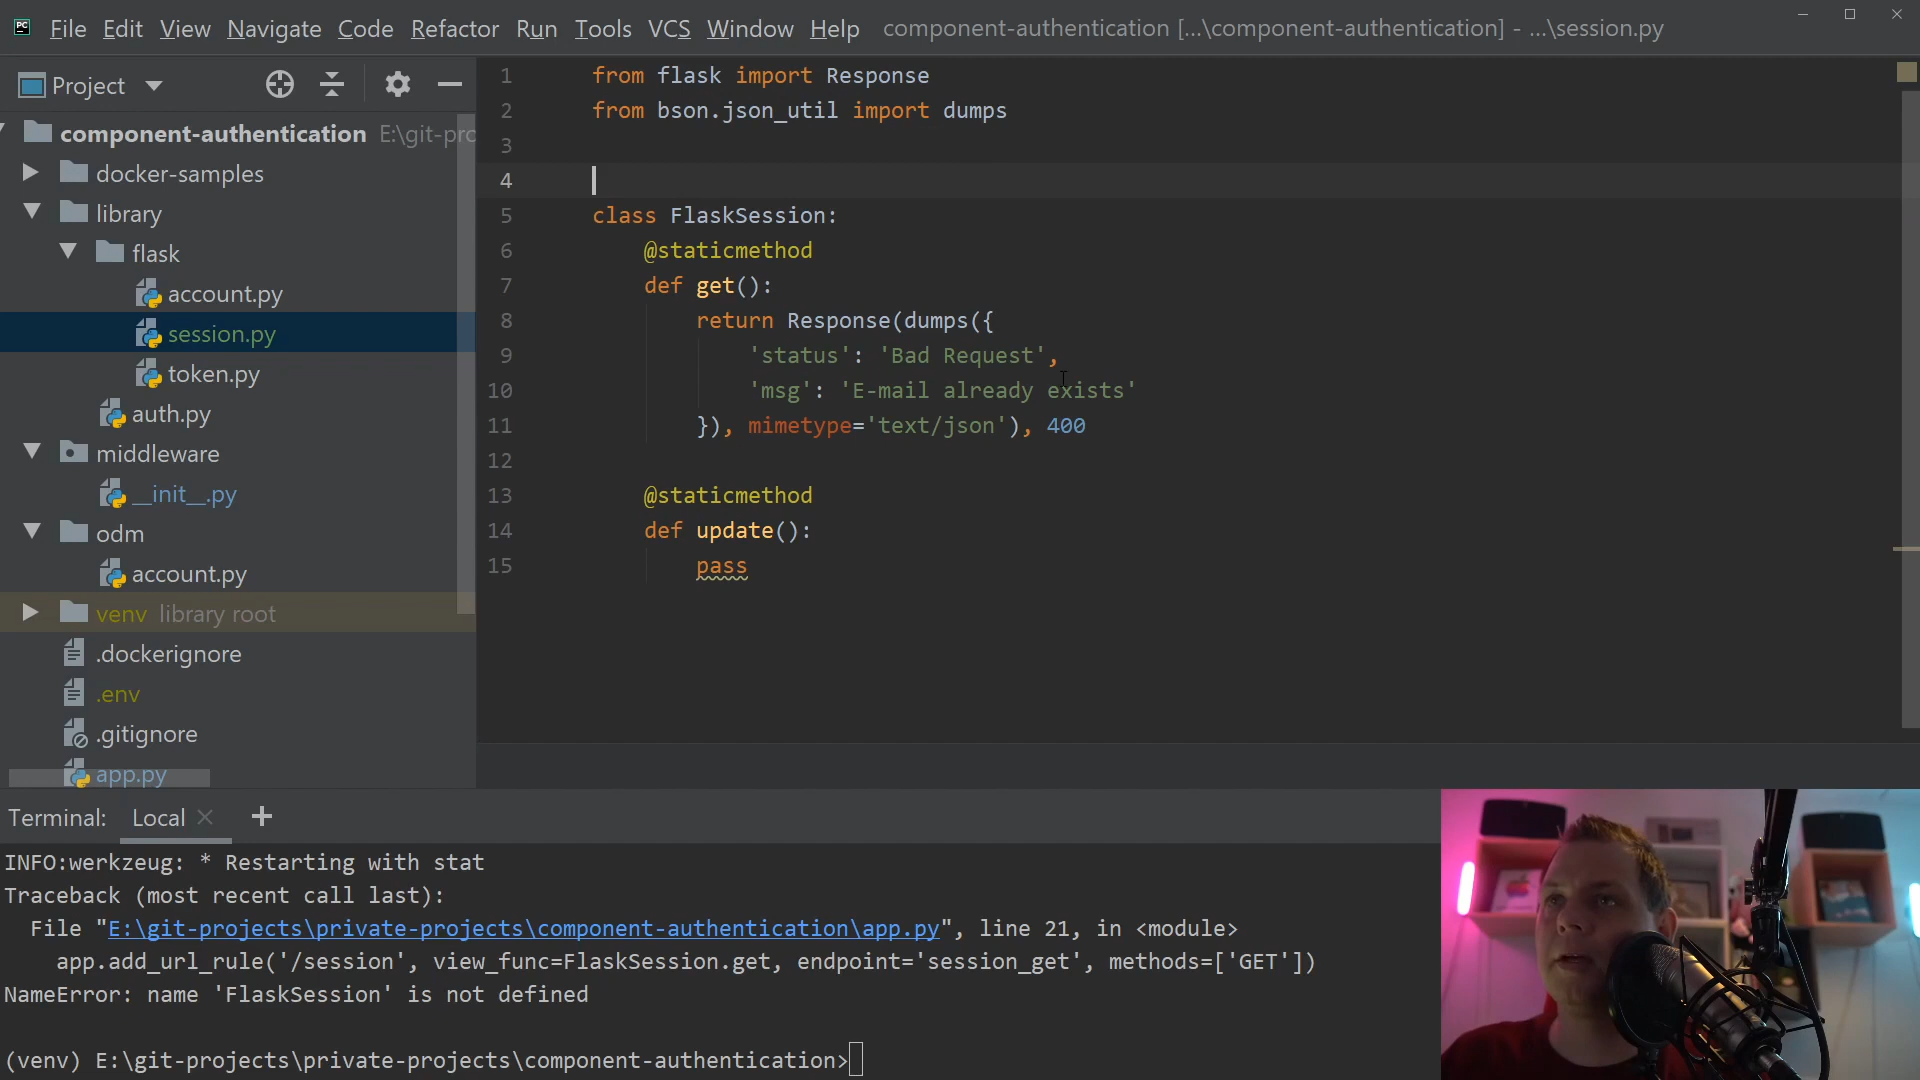 PC File Edit View Navigate Code Refactor Run Tools VCS Window Help component-authentication [...\component-authentication] - ...\session.py
Project
component-authentication E:\git-pro
docker-samples
library
flask
account.py
session.py
token.py
auth.py
middleware
__init__.py
odm
account.py
venv library root
.dockerignore
.env
.gitignore
app.py
1 from flask import Response
2 from bson.json_util import dumps
3
4
5 class FlaskSession:
6 @staticmethod
7 def get():
8 return Response(dumps({
9 'status': 'Bad Request',
10 'msg': 'E-mail already exists'
11 }), mimetype='text/json'), 400
12
13 @staticmethod
14 def update():
15 pass
Terminal: Local
INFO:werkzeug: * Restarting with stat
Traceback (most recent call last):
File "E:\git-projects\private-projects\component-authentication\app.py", line 21, in <module>
app.add_url_rule('/session', view_func=FlaskSession.get, endpoint='session_get', methods=['GET'])
NameError: name 'FlaskSession' is not defined
(venv) E:\git-projects\private-projects\component-authentication>